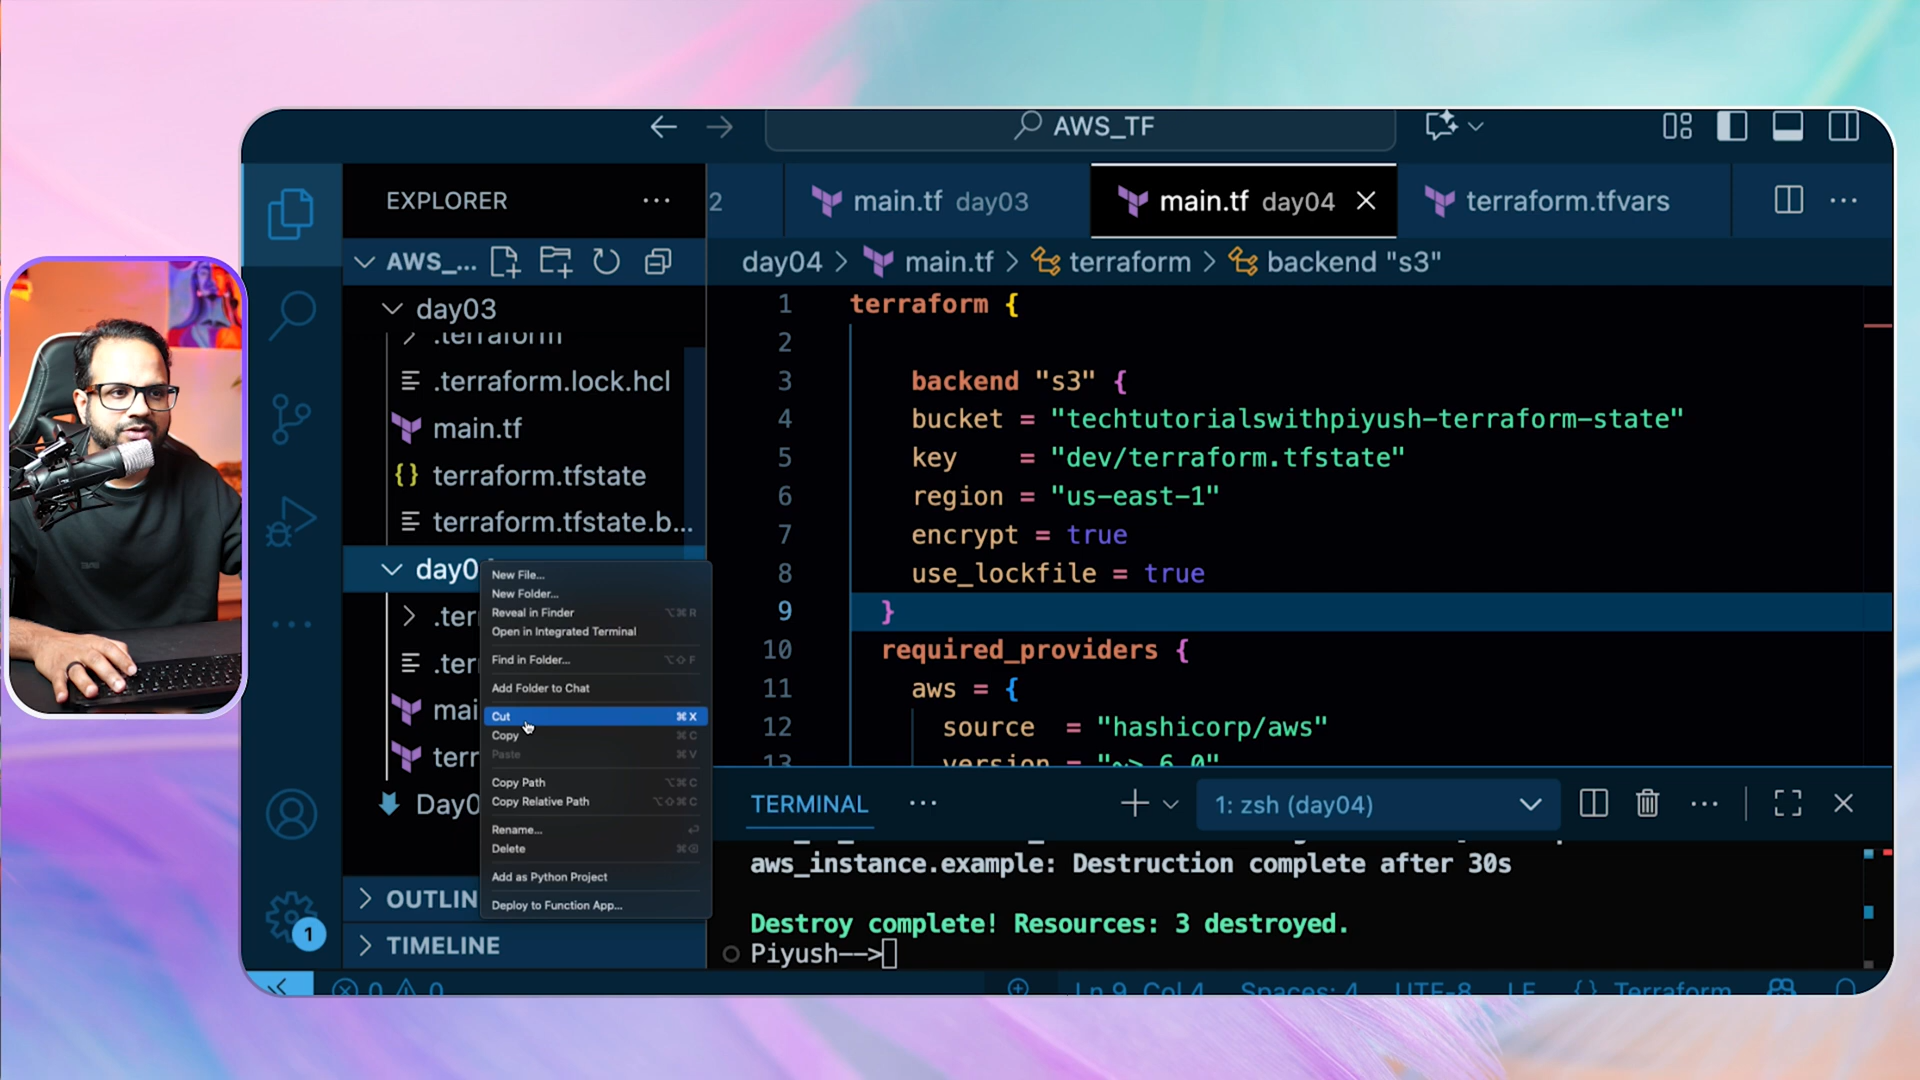 AWS_TF
EXPLORER
2
main.tf day03
main.tf day04
terraform.tfvars
AWS_...
day04 > main.tf > terraform > backend "s3"
day03
.terraform
.terraform.lock.hcl
main.tf
terraform.tfstate
terraform.tfstate.b...
day0
.ter
.ter
mai
terr
Day0
OUTLIN
TIMELINE
New File...
New Folder...
Reveal in Finder ⌥⌘R
Open in Integrated Terminal
Find in Folder... ⌥⇧F
Add Folder to Chat
Cut ⌘X
Copy ⌘C
Paste ⌘V
Copy Path ⌥⌘C
Copy Relative Path ⌥⇧⌘C
Rename...
Delete
Add as Python Project
Deploy to Function App...
1 terraform {
2
3 backend "s3" {
4 bucket = "techtutorialswithpiyush-terraform-state"
5 key = "dev/terraform.tfstate"
6 region = "us-east-1"
7 encrypt = true
8 use_lockfile = true
9 }
10 required_providers {
11 aws = {
12 source = "hashicorp/aws"
13 version = "~> 6.0"
TERMINAL
1: zsh (day04)
aws_instance.example: Destruction complete after 30s
Destroy complete! Resources: 3 destroyed.
Piyush-->
1
0 0
Ln 9, Col 4 Spaces: 4 UTF-8 LF {} Terraform